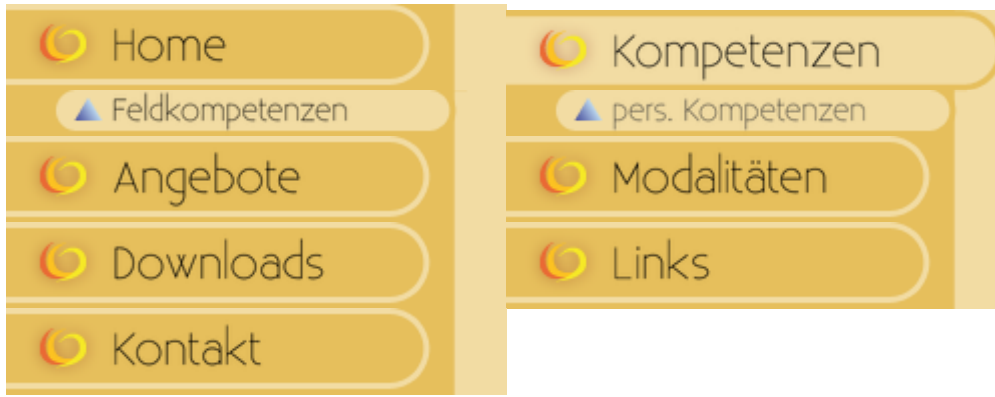 Home
Feldkompetenzen
Angebote
Downloads
Kontakt
Kompetenzen
pers. Kompetenzen
Modalitäten
Links